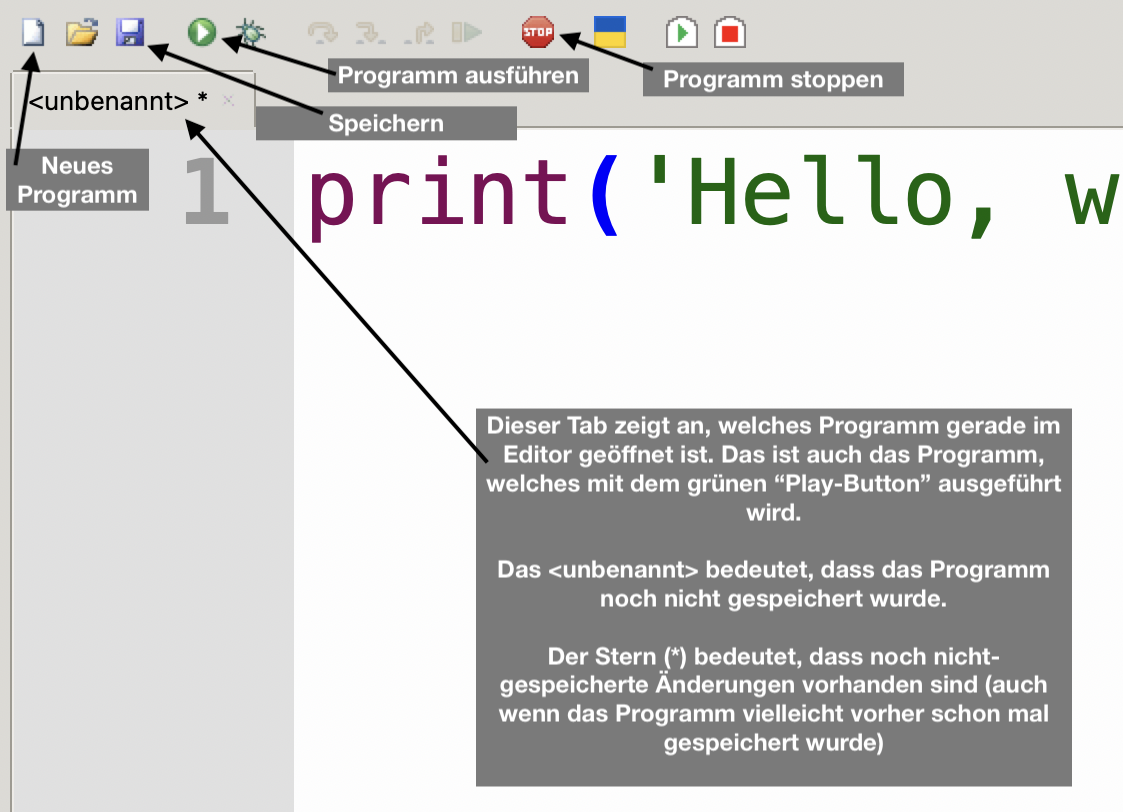 STOP
Programm ausführen
Programm stoppen
<unbenannt> *
Speichern
Neues
Programm
1 print('Hello, w
Dieser Tab zeigt an, welches Programm gerade im
Editor geöffnet ist. Das ist auch das Programm,
welches mit dem grünen “Play-Button” ausgeführt
wird.
Das <unbenannt> bedeutet, dass das Programm
noch nicht gespeichert wurde.
Der Stern (*) bedeutet, dass noch nicht-
gespeicherte Änderungen vorhanden sind (auch
wenn das Programm vielleicht vorher schon mal
gespeichert wurde)